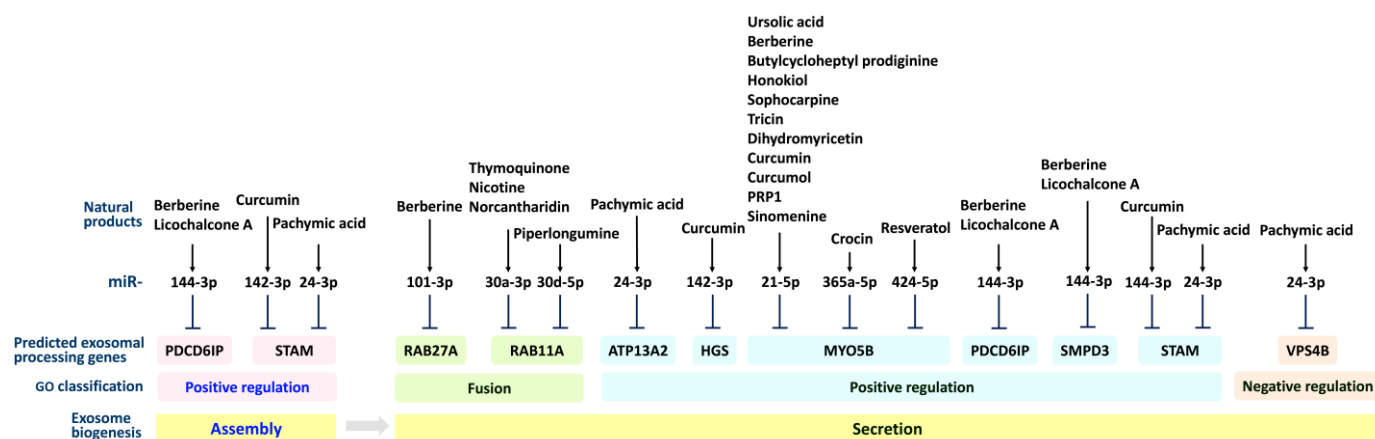 Ursolic acid
Berberine
Butylcycloheptyl prodiginine
Honokiol
Sophocarpine
Tricin
Dihydromyricetin
Curcumin
Curcumol
PRP1
Sinomenine
Natural
products
Berberine
Licochalcone A
Curcumin
Pachymic acid
Berberine
Thymoquinone
Nicotine
Norcantharidin
Piperlongumine
Pachymic acid
Curcumin
Crocin
Resveratol
Berberine
Licochalcone A
Berberine
Licochalcone A
Curcumin
Pachymic acid
Pachymic acid
miR- 144-3p 142-3p 24-3p 101-3p 30a-3p 30d-5p 24-3p 142-3p 21-5p 365a-5p 424-5p 144-3p 144-3p 144-3p 24-3p 24-3p
Predicted exosomal
processing genes
PDCD6IP STAM RAB27A RAB11A ATP13A2 HGS MYO5B PDCD6IP SMPD3 STAM VPS4B
GO classification Positive regulation Fusion Positive regulation Negative regulation
Exosome
biogenesis
Assembly Secretion